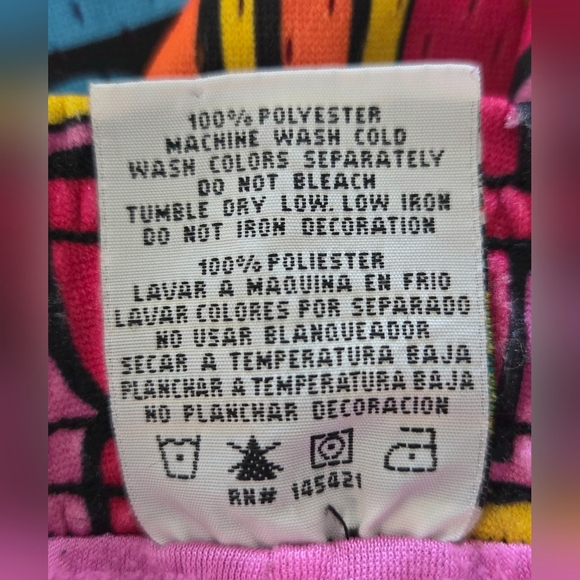 100% POLYESTER
MACHINE WASH COLD
WASH COLORS SEPARATELY
DO NOT BLEACH
TUMBLE DRY LOW. LOW IRON
DO NOT IRON DECORATION
100% POLIESTER
LAVAR A MAQUINA EN FRIO
LAVAR COLORES POR SEPARADO
NO USAR BLANQUEADOR
SECAR A TEMPERATURA BAJA
PLANCHAR A TEMPERATURA BAJA
NO PLANCHAR DECORACION
RN# 145421